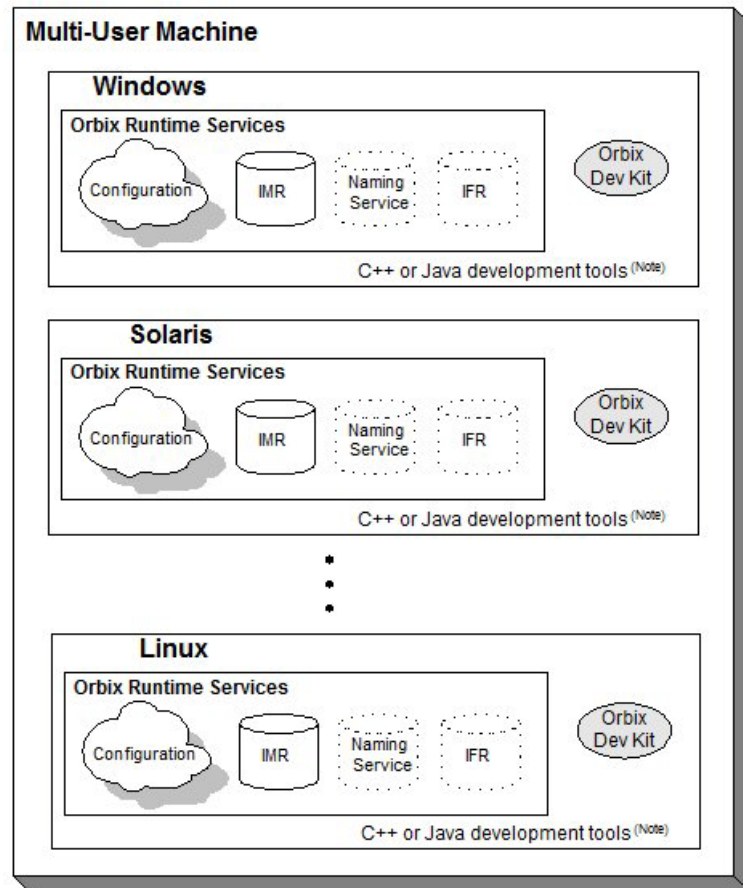 Multi-User Machine
Windows
Orbix Runtime Services
Configuration
IMR
Naming
Service
IFR
Orbix
Dev Kit
C++ or Java development tools (Note)
Solaris
Orbix Runtime Services
Configuration
IMR
Naming
Service
IFR
Orbix
Dev Kit
C++ or Java development tools (Note)
Linux
Orbix Runtime Services
Configuration
IMR
Naming
Service
IFR
Orbix
Dev Kit
C++ or Java development tools (Note)